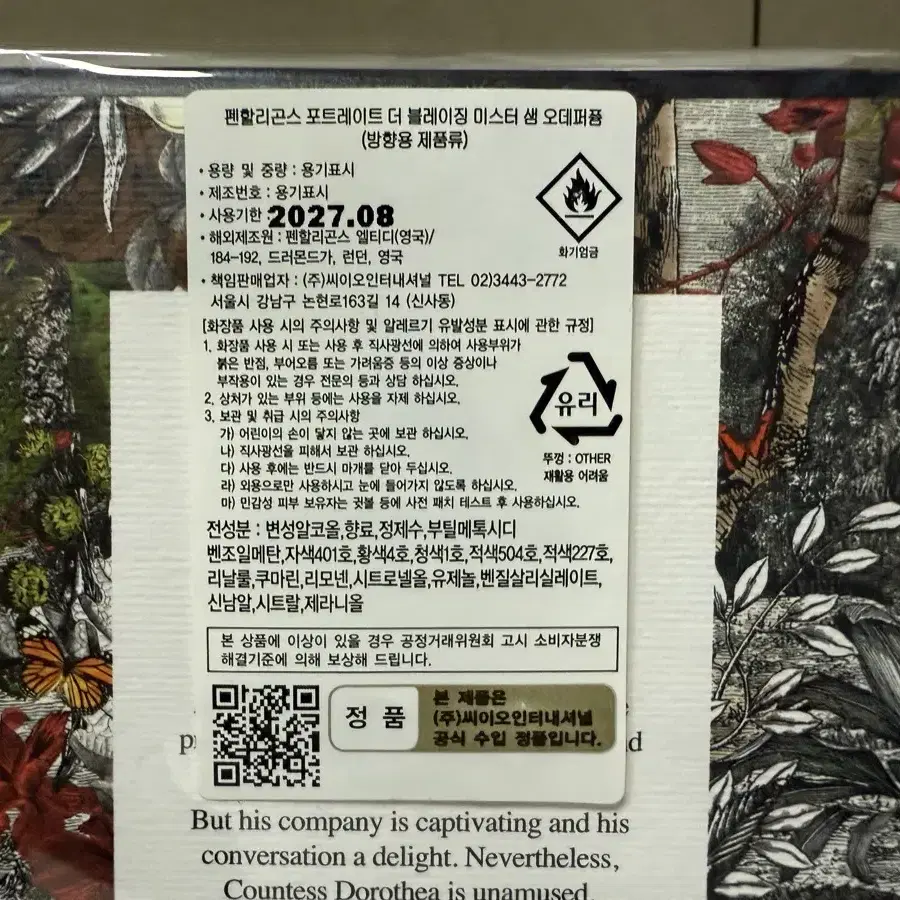 펜할리곤스 포트레이트 더 블레이징 미스터 샘 오데퍼퓸
(방향용 제품류)
• 용량 및 중량 : 용기표시
• 제조번호 : 용기표시
• 사용기한 : 2027.08
• 해외제조원 : 펜할리곤스 엘티디(영국)/
184-192, 드러몬드가, 런던, 영국
• 책임판매업자 : (주)씨이오인터내셔널 TEL 02)3443-2772
서울시 강남구 논현로163길 14 (신사동)
화기엄금
[화장품 사용 시의 주의사항 및 알레르기 유발성분 표시에 관한 규정]
1. 화장품 사용 시 또는 사용 후 직사광선에 의하여 사용부위가
붉은 반점, 부어오름 또는 가려움증 등의 이상 증상이나
부작용이 있는 경우 전문의 등과 상담 하십시오.
2. 상처가 있는 부위 등에는 사용을 자제 하십시오.
3. 보관 및 취급 시의 주의사항
가) 어린이의 손이 닿지 않는 곳에 보관 하십시오.
나) 직사광선을 피해서 보관 하십시오.
다) 사용 후에는 반드시 마개를 닫아 두십시오.
라) 외용으로만 사용하시고 눈에 들어가지 않도록 하십시오.
마) 민감성 피부 보유자는 귓볼 등에 사전 패치 테스트 후 사용하십시오.
유리
뚜껑 : OTHER
재활용 어려움
전성분 : 변성알코올,향료,정제수,부틸메톡시디
벤조일메탄,자색401호,황색4호,청색1호,적색504호,적색227호,
리날룰,쿠마린,리모넨,시트로넬올,유제놀,벤질살리실레이트,
신남알,시트랄,제라니올
본 상품에 이상이 있을 경우 공정거래위원회 고시 소비자분쟁
해결기준에 의해 보상해 드립니다.
정 품
본 제품은
(주)씨이오인터내셔널
공식 수입 정품입니다.
But his company is captivating and his
conversation a delight. Nevertheless,
Countess Dorothea is unamused.